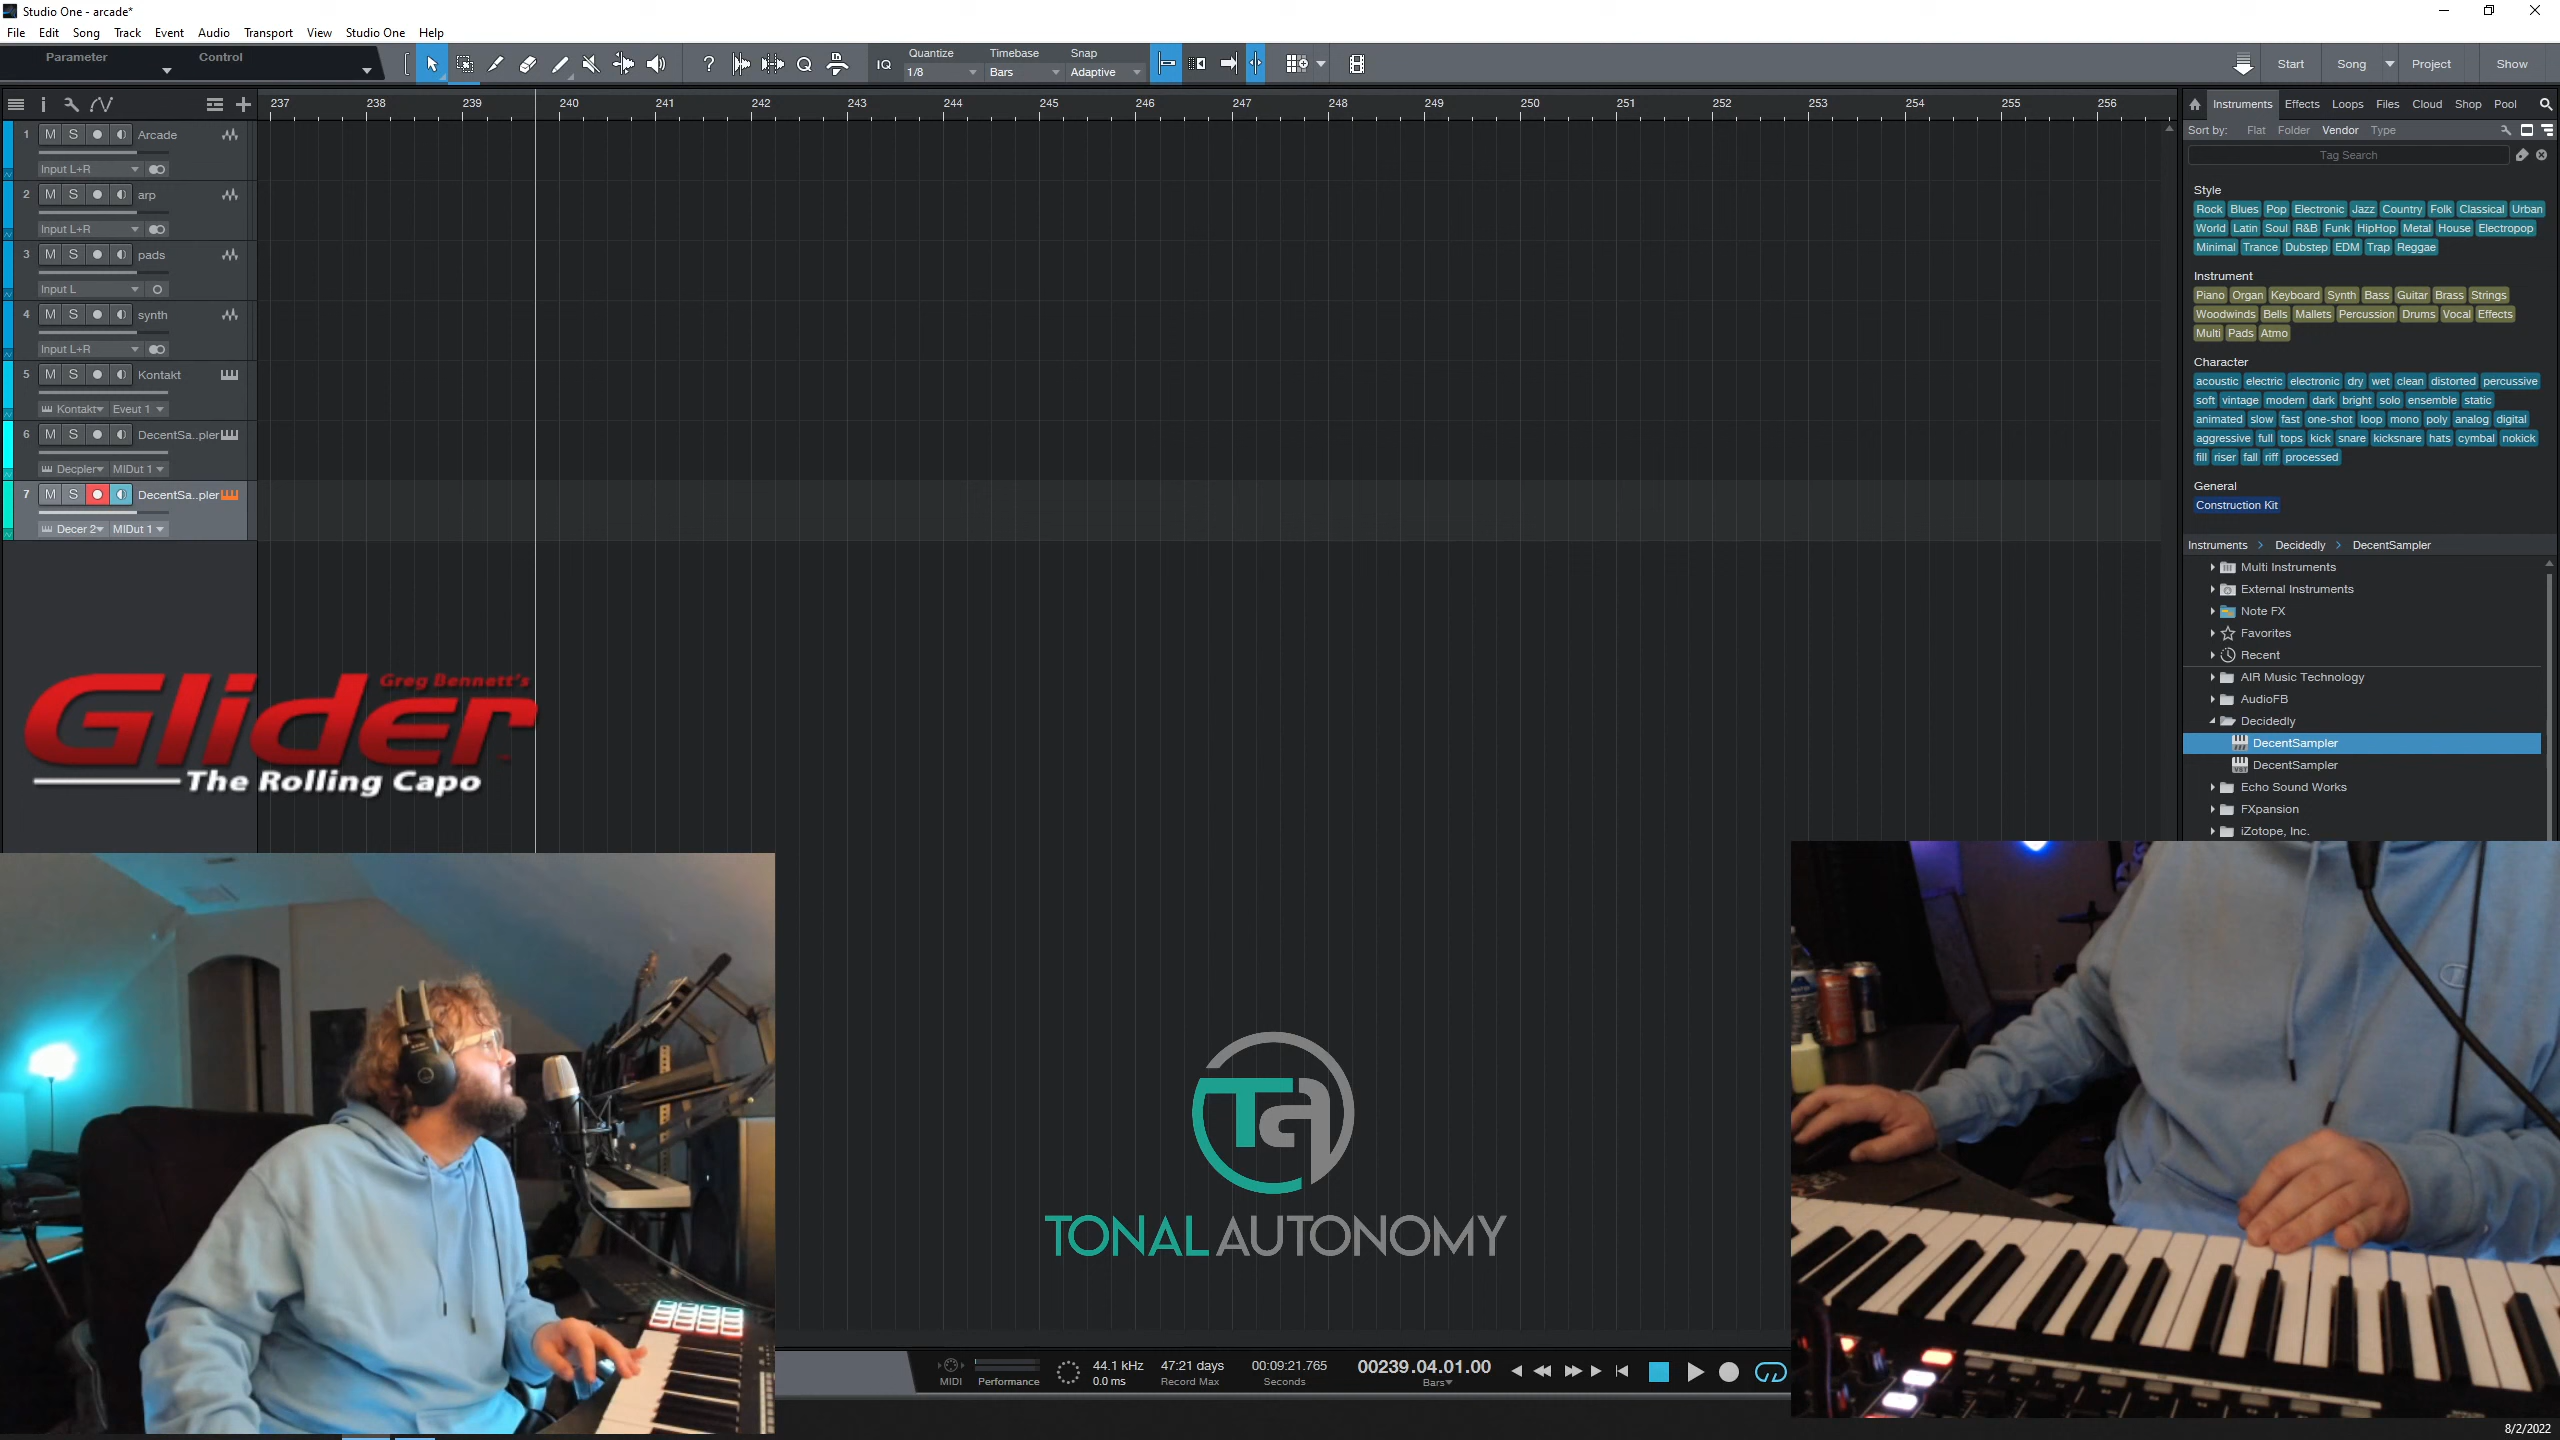 Studio One - arcade*
File Edit Song Track Event Audio Transport View Studio One Help
Parameter Control
IQ
Quantize
1/8
Timebase
Bars
Snap
Adaptive
Start Song Project Show
237 238 239 240 241 242 243 244 245 246 247 248 249 250 251 252 253 254 255 256
1 M S Arcade
Input L+R
2 M S arp
Input L+R
3 M S pads
Input L
4 M S synth
Input L+R
5 M S Kontakt
Kontakt Eveut 1
6 M S DecentSa..pler
Decpler MIDut 1
7 M S DecentSa..pler
Decer 2 MIDut 1
Instruments Effects Loops Files Cloud Shop Pool
Sort by: Flat Folder Vendor Type
Tag Search
Style
Rock Blues Pop Electronic Jazz Country Folk Classical Urban
World Latin Soul R&B Funk HipHop Metal House Electropop
Minimal Trance Dubstep EDM Trap Reggae
Instrument
Piano Organ Keyboard Synth Bass Guitar Brass Strings
Woodwinds Bells Mallets Percussion Drums Vocal Effects
Multi Pads Atmo
Character
acoustic electric electronic dry wet clean distorted percussive
soft vintage modern dark bright solo ensemble static
animated slow fast one-shot loop mono poly analog digital
aggressive full tops kick snare kicksnare hats cymbal nokick
fill riser fall riff processed
General
Construction Kit
Instruments > Decidedly > DecentSampler
Multi Instruments
External Instruments
Note FX
Favorites
Recent
AIR Music Technology
AudioFB
Decidedly
DecentSampler
DecentSampler
Echo Sound Works
FXpansion
iZotope, Inc.
Greg Bennett's
Glider
The Rolling Capo
Ta
TONAL AUTONOMY
MIDI
Performance
44.1 kHz
0.0 ms
47:21 days
Record Max
00:09:21.765
Seconds
00239.04.01.00
Bars
8/2/2022